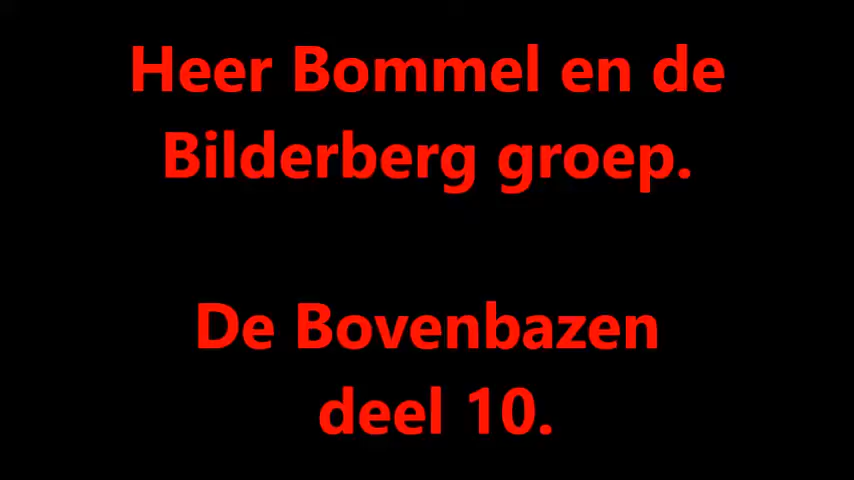 Heer Bommel en de
Bilderberg groep.
De Bovenbazen
deel 10.